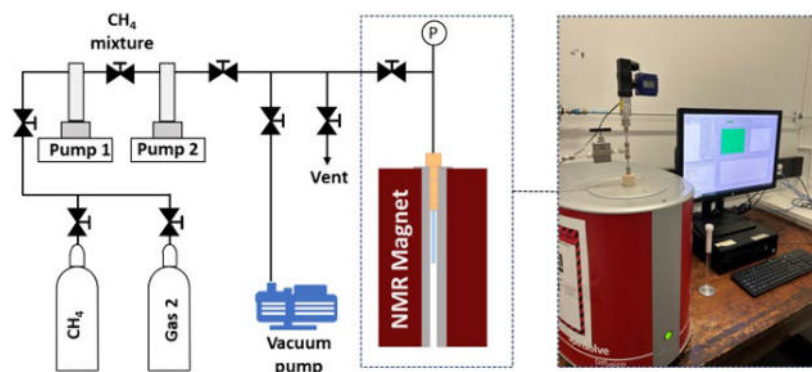 CH₄
mixture
P
Pump 1
Pump 2
Vent
NMR Magnet
CH₄
Gas 2
Vacuum
pump